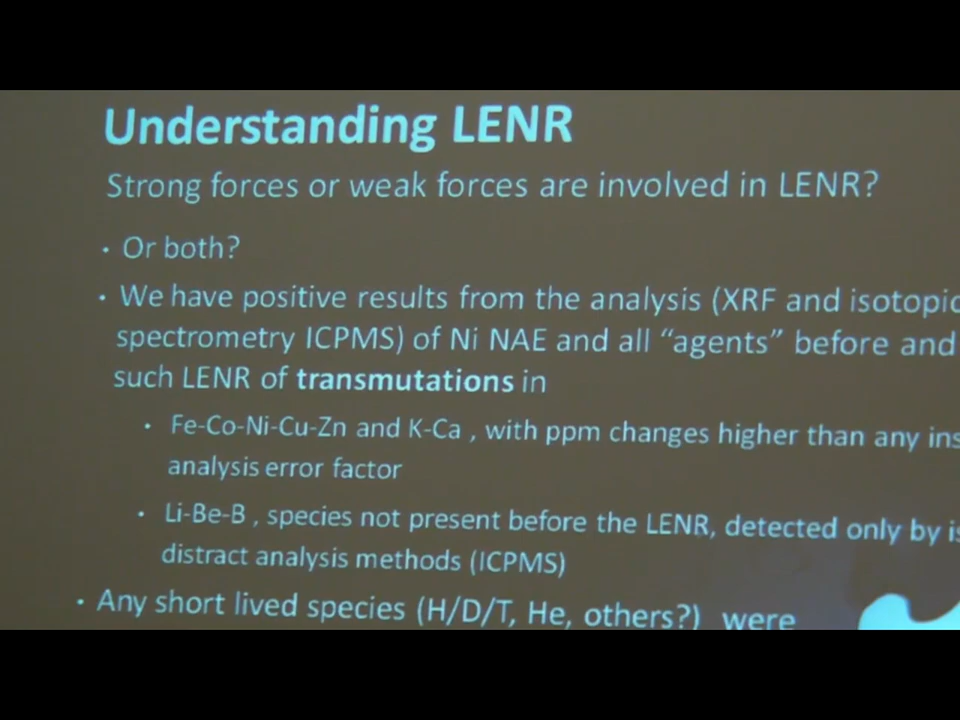 Understanding LENR
Strong forces or weak forces are involved in LENR?
• Or both?
• We have positive results from the analysis (XRF and isotopic
spectrometry ICPMS) of Ni NAE and all “agents” before and
such LENR of transmutations in
• Fe-Co-Ni-Cu-Zn and K-Ca , with ppm changes higher than any
analysis error factor
• Li-Be-B , species not present before the LENR, detected only by
distract analysis methods (ICPMS)
• Any short lived species (H/D/T, He, others?) were